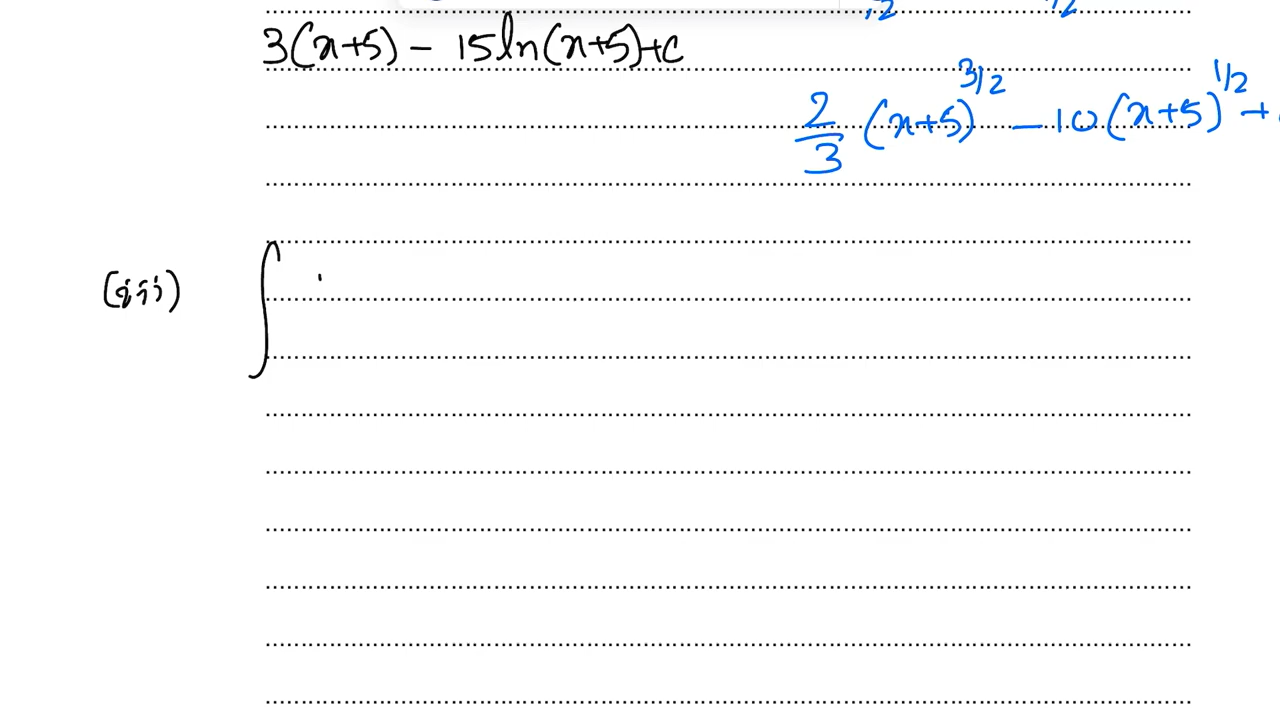 3(x+5) - 15ln(x+5)+c
2/3 (x+5)^3/2 - 10(x+5)^1/2 +
(iii) ∫